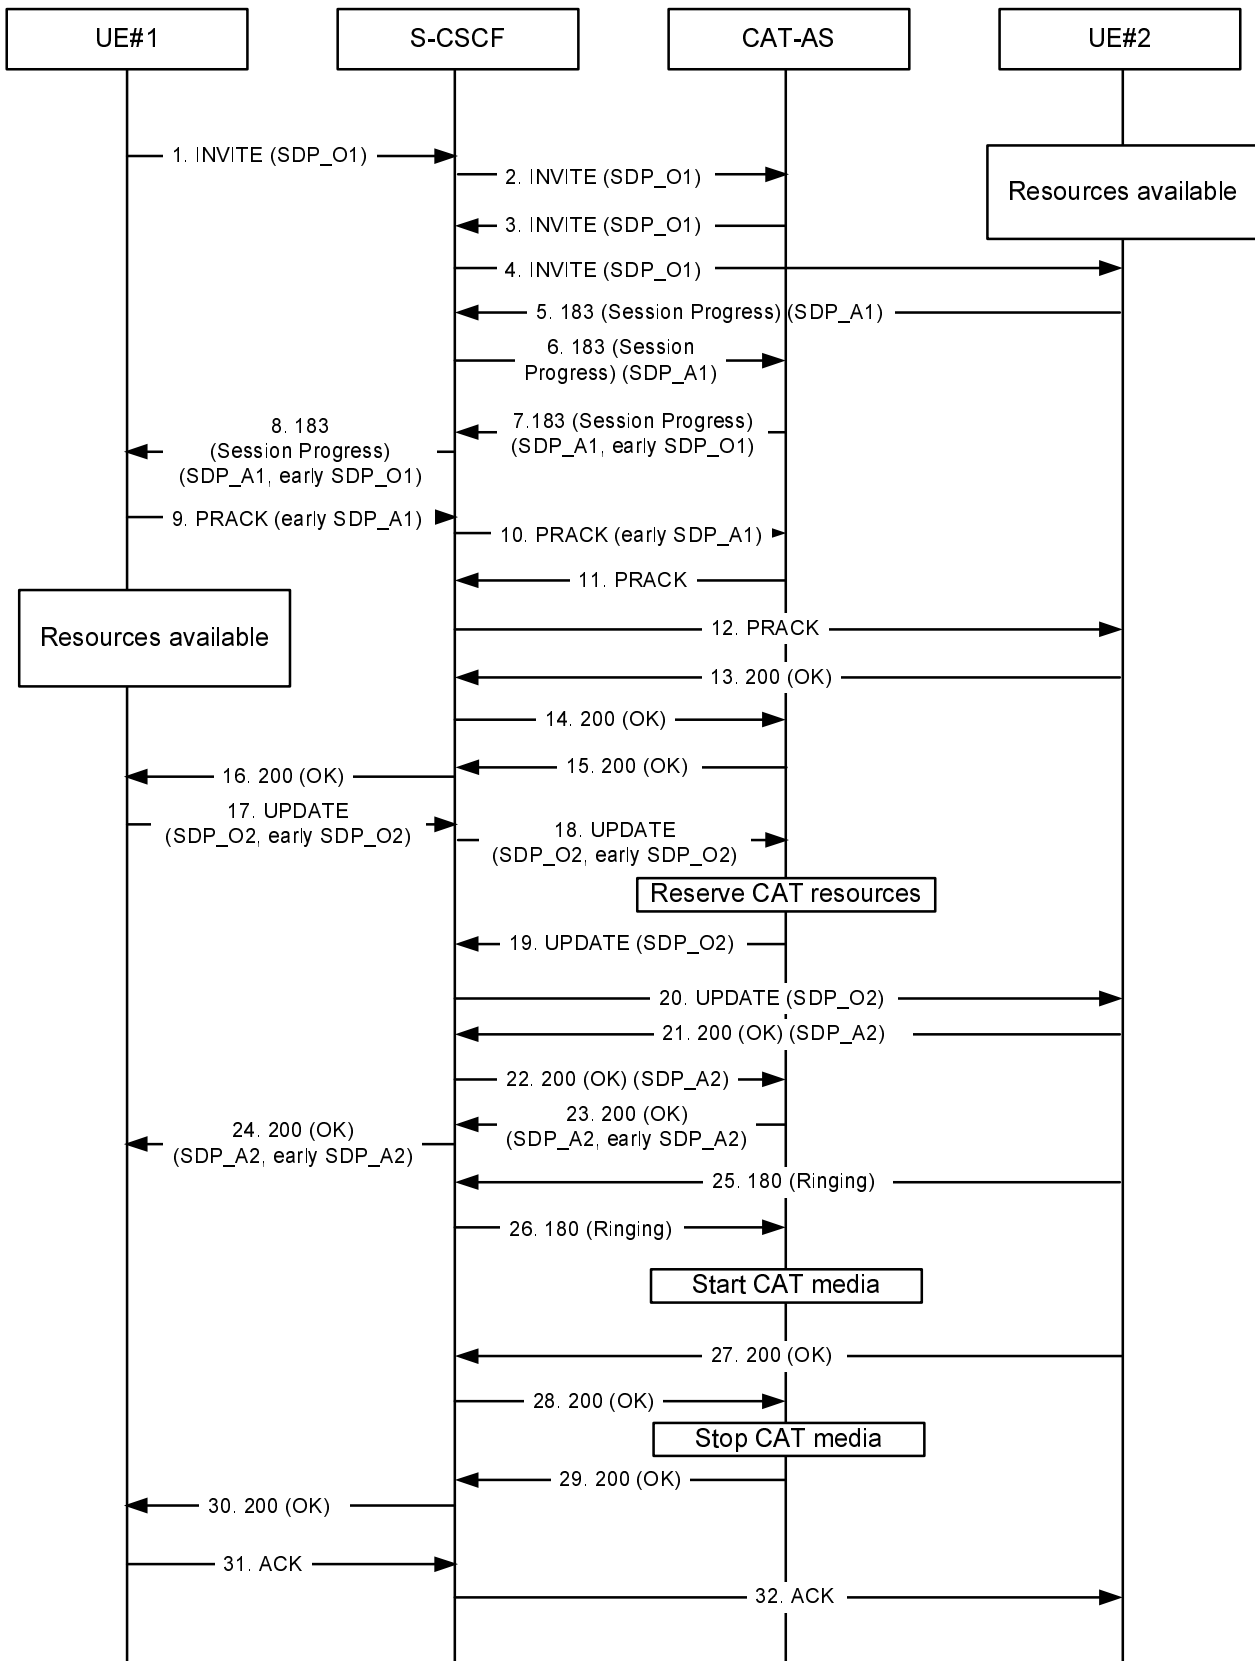 UE#1
S-CSCF
CAT-AS
UE#2
1. INVITE (SDP_O1)
2. INVITE (SDP_O1)
Resources available
3. INVITE (SDP_O1)
4. INVITE (SDP_O1)
5. 183 (Session Progress) (SDP_A1)
6. 183 (Session
Progress) (SDP_A1)
7.183 (Session Progress)
(SDP_A1, early SDP_O1)
8. 183
(Session Progress)
(SDP_A1, early SDP_O1)
9. PRACK (early SDP_A1)
10. PRACK (early SDP_A1)
11. PRACK
Resources available
12. PRACK
13. 200 (OK)
14. 200 (OK)
15. 200 (OK)
16. 200 (OK)
17. UPDATE
(SDP_O2, early SDP_O2)
18. UPDATE
(SDP_O2, early SDP_O2)
Reserve CAT resources
19. UPDATE (SDP_O2)
20. UPDATE (SDP_O2)
21. 200 (OK) (SDP_A2)
22. 200 (OK) (SDP_A2)
23. 200 (OK)
(SDP_A2, early SDP_A2)
24. 200 (OK)
(SDP_A2, early SDP_A2)
25. 180 (Ringing)
26. 180 (Ringing)
Start CAT media
27. 200 (OK)
28. 200 (OK)
Stop CAT media
29. 200 (OK)
30. 200 (OK)
31. ACK
32. ACK